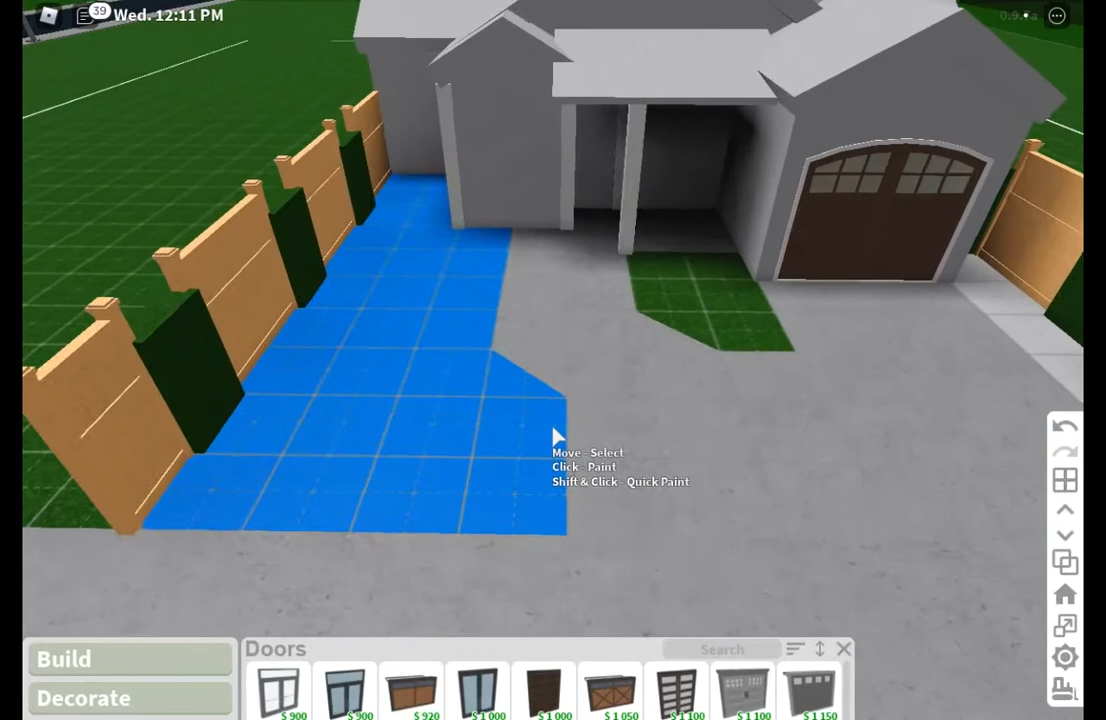 39
Wed. 12:11 PM
Move - Select
Click - Paint
Shift & Click - Quick Paint
Build
Decorate
Doors
Search
$ 900
$ 900
$ 920
$ 1 000
$ 1 000
$ 1 050
$ 1 100
$ 1 100
$ 1 150